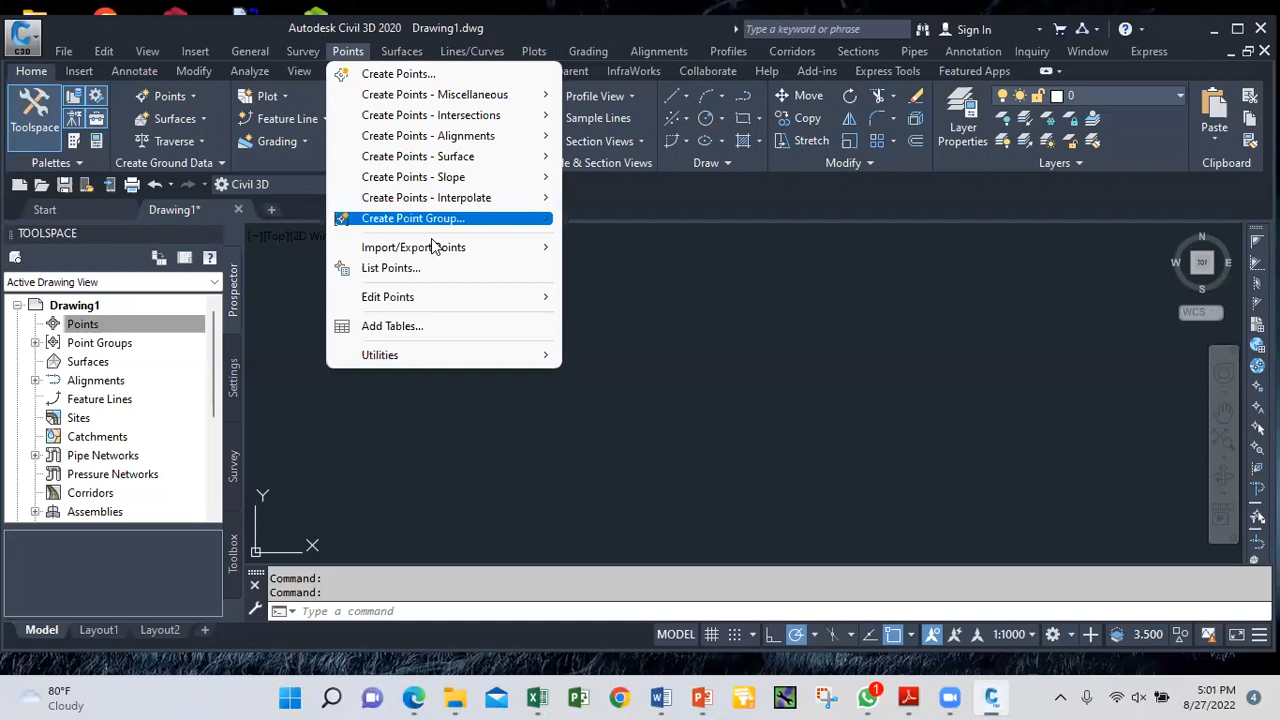 Autodesk Civil 3D 2020 Drawing1.dwg
Type a keyword or phrase
Sign In
C3D
File Edit View Insert General Survey Points Surfaces Lines/Curves Plots Grading Alignments Profiles Corridors Sections Pipes Annotation Inquiry Window Express
Home Insert Annotate Modify Analyze View
InfraWorks Collaborate Add-ins Express Tools Featured Apps
Toolspace
Points
Plot
Profile View
Move
Copy
Stretch
Layer
Properties
0
Paste
Surfaces
Feature Line
Sample Lines
Traverse
Grading
Section Views
Palettes
Create Ground Data
Draw
Modify
Layers
Clipboard
Civil 3D
Start
Drawing1*
Create Points...
Create Points - Miscellaneous
Create Points - Intersections
Create Points - Alignments
Create Points - Surface
Create Points - Slope
Create Points - Interpolate
Create Point Group...
Import/Export Points
List Points...
Edit Points
Add Tables...
Utilities
TOOLSPACE
Active Drawing View
Drawing1
Points
Point Groups
Surfaces
Alignments
Feature Lines
Sites
Catchments
Pipe Networks
Pressure Networks
Corridors
Assemblies
Prospector
Settings
Survey
Toolbox
[−][Top]
N
W TOP E
S
WCS
Y
X
Command:
Command:
Type a command
Model Layout1 Layout2
MODEL
1:1000
3.500
80°F
Cloudy
1
5:01 PM
8/27/2022
4